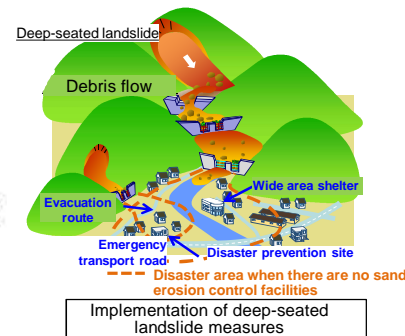 Deep-seated landslide
Debris flow
Wide area shelter
Evacuation
route
Emergency
transport road
Disaster prevention site
Disaster area when there are no sand
erosion control facilities
Implementation of deep-seated
landslide measures